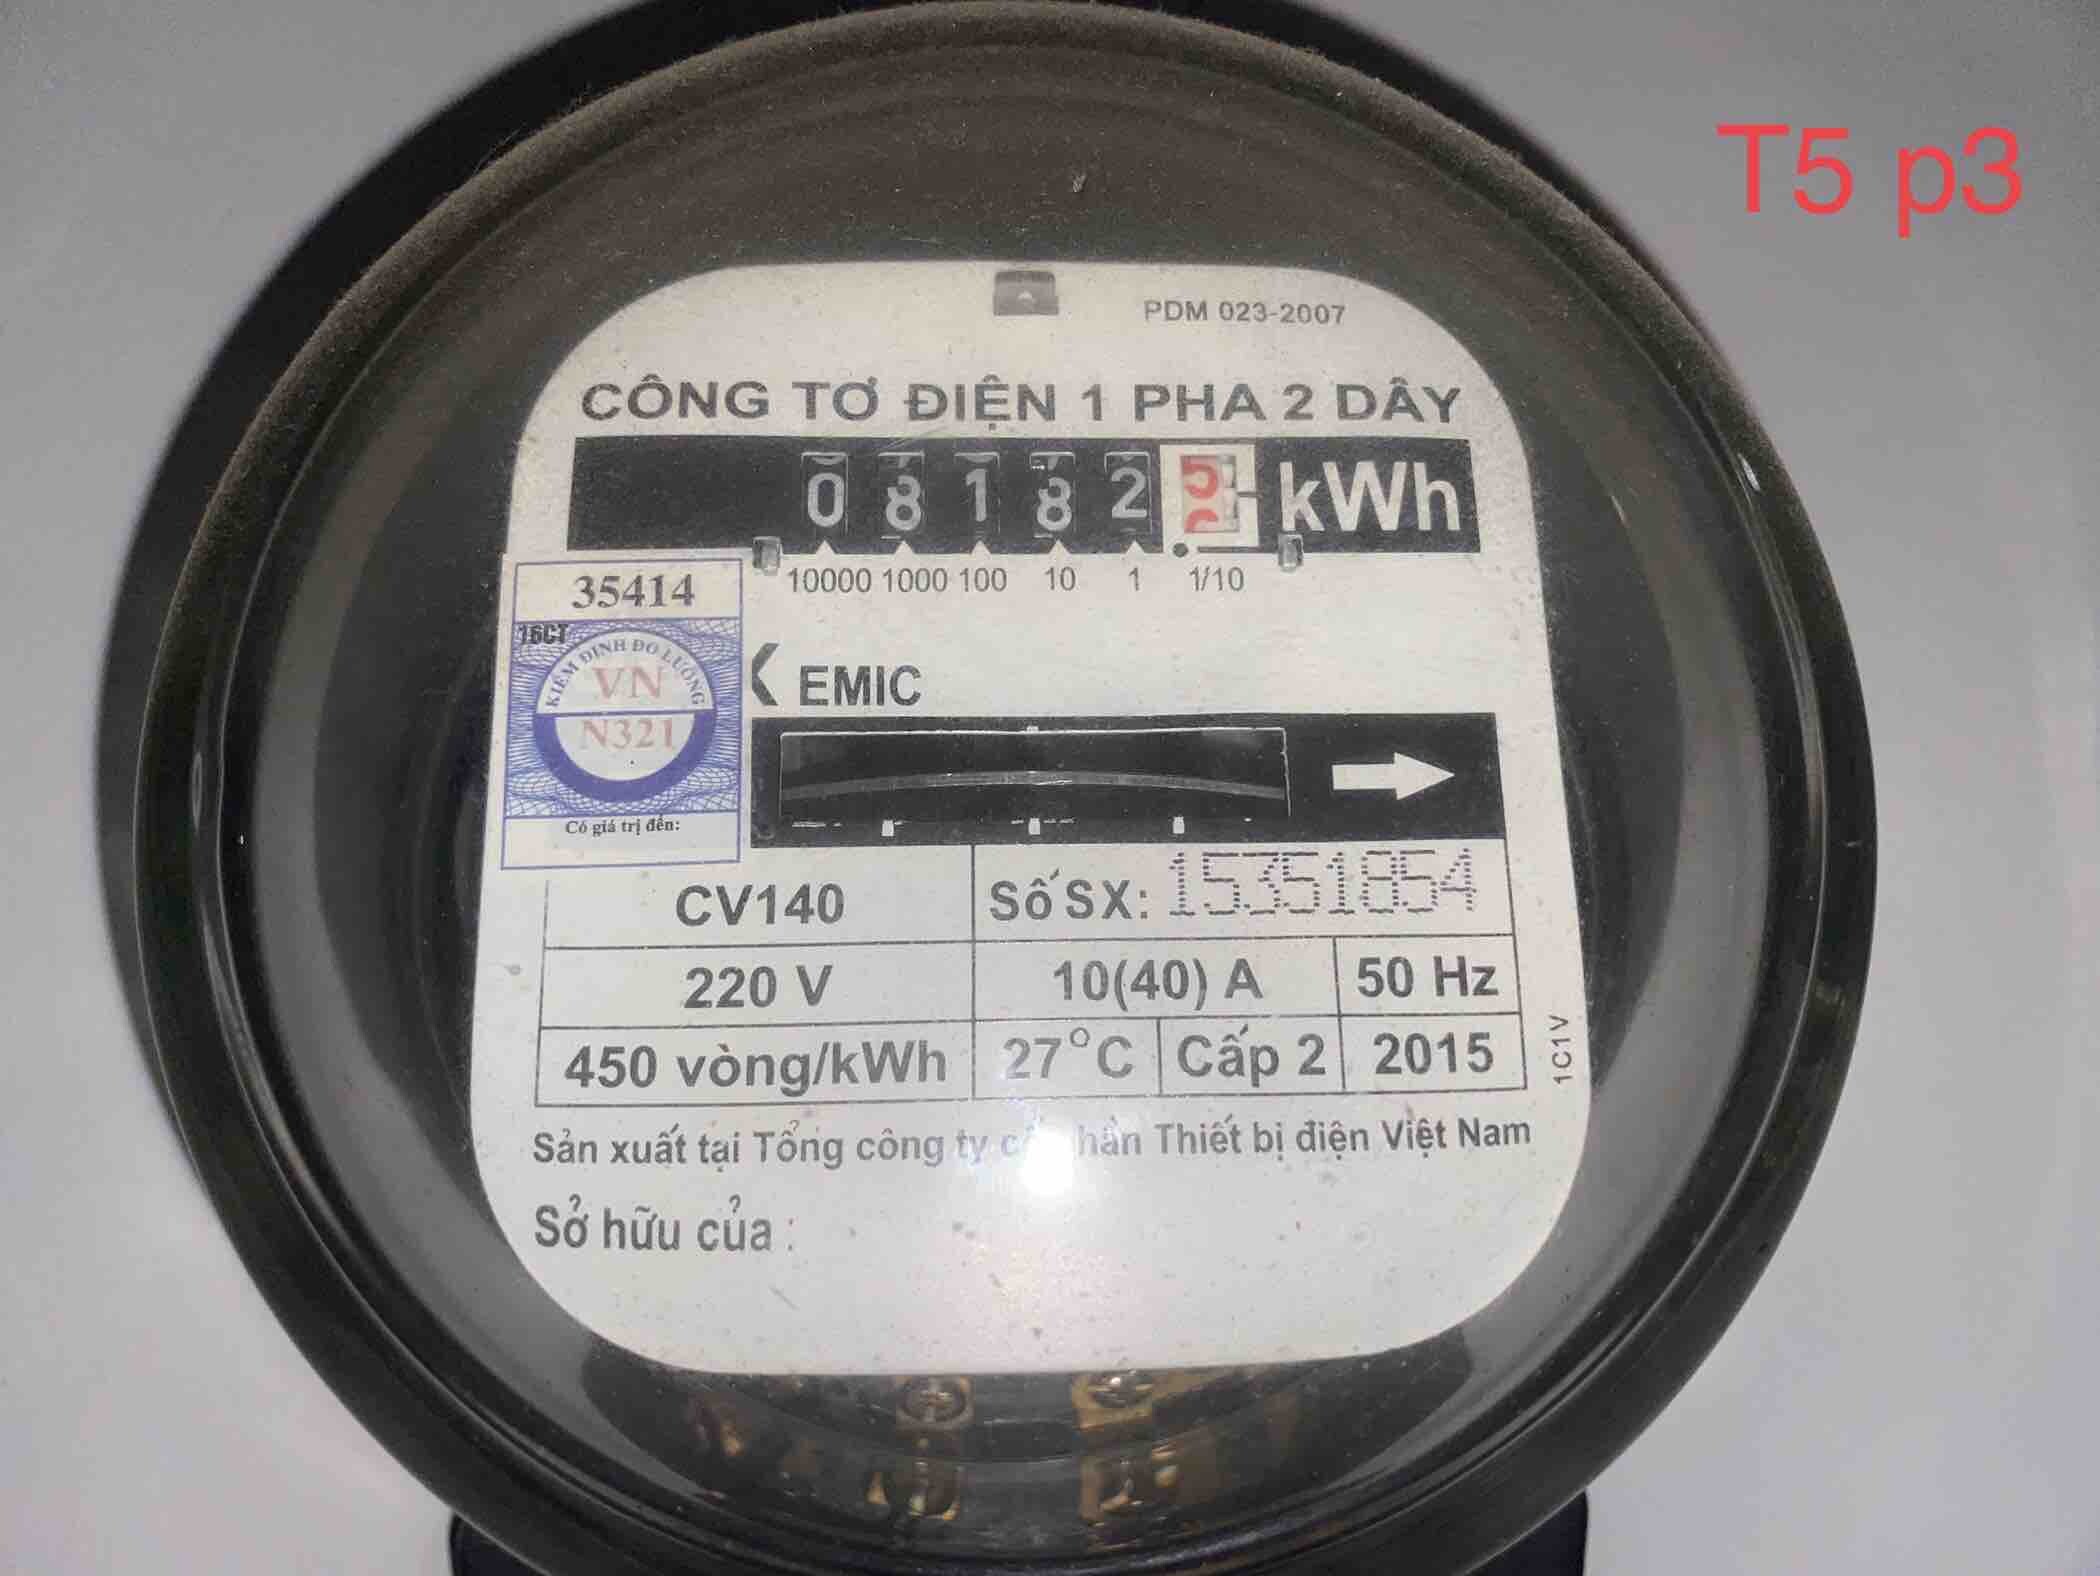 T5 p3
PDM 023-2007
CÔNG TƠ ĐIỆN 1 PHA 2 DÂY
08182 5 kWh
10000 1000 100 10 1 1/10
35414
16CT
KIỂM ĐỊNH ĐO LƯỜNG
VN
N321
Có giá trị đến:
EMIC
CV140 Số SX: 15351854
220 V 10(40) A 50 Hz
450 vòng/kWh 27°C Cấp 2 2015
1C1V
Sản xuất tại Tổng công ty Thiết bị điện Việt Nam
Sở hữu của :